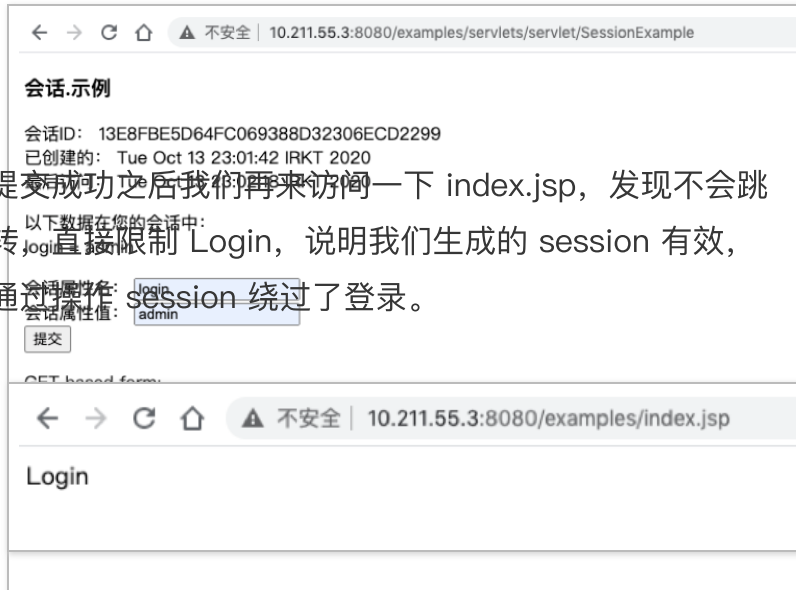 不安全 10.211.55.3:8080/examples/servlets/servlet/SessionExample
会话.示例
会话ID： 13E8FBE5D64FC069388D32306ECD2299
已创建的： Tue Oct 13 23:01:42 IRKT 2020
提交成功之后我们再来访问一下 index.jsp，发现不会跳
以下数据在您的会话中：
login = admin
转，直接限制 Login，说明我们生成的 session 有效，
会话属性名： login
通过操作 session 绕过了登录。
会话属性值： admin
提交
GET based form:
不安全 10.211.55.3:8080/examples/index.jsp
Login